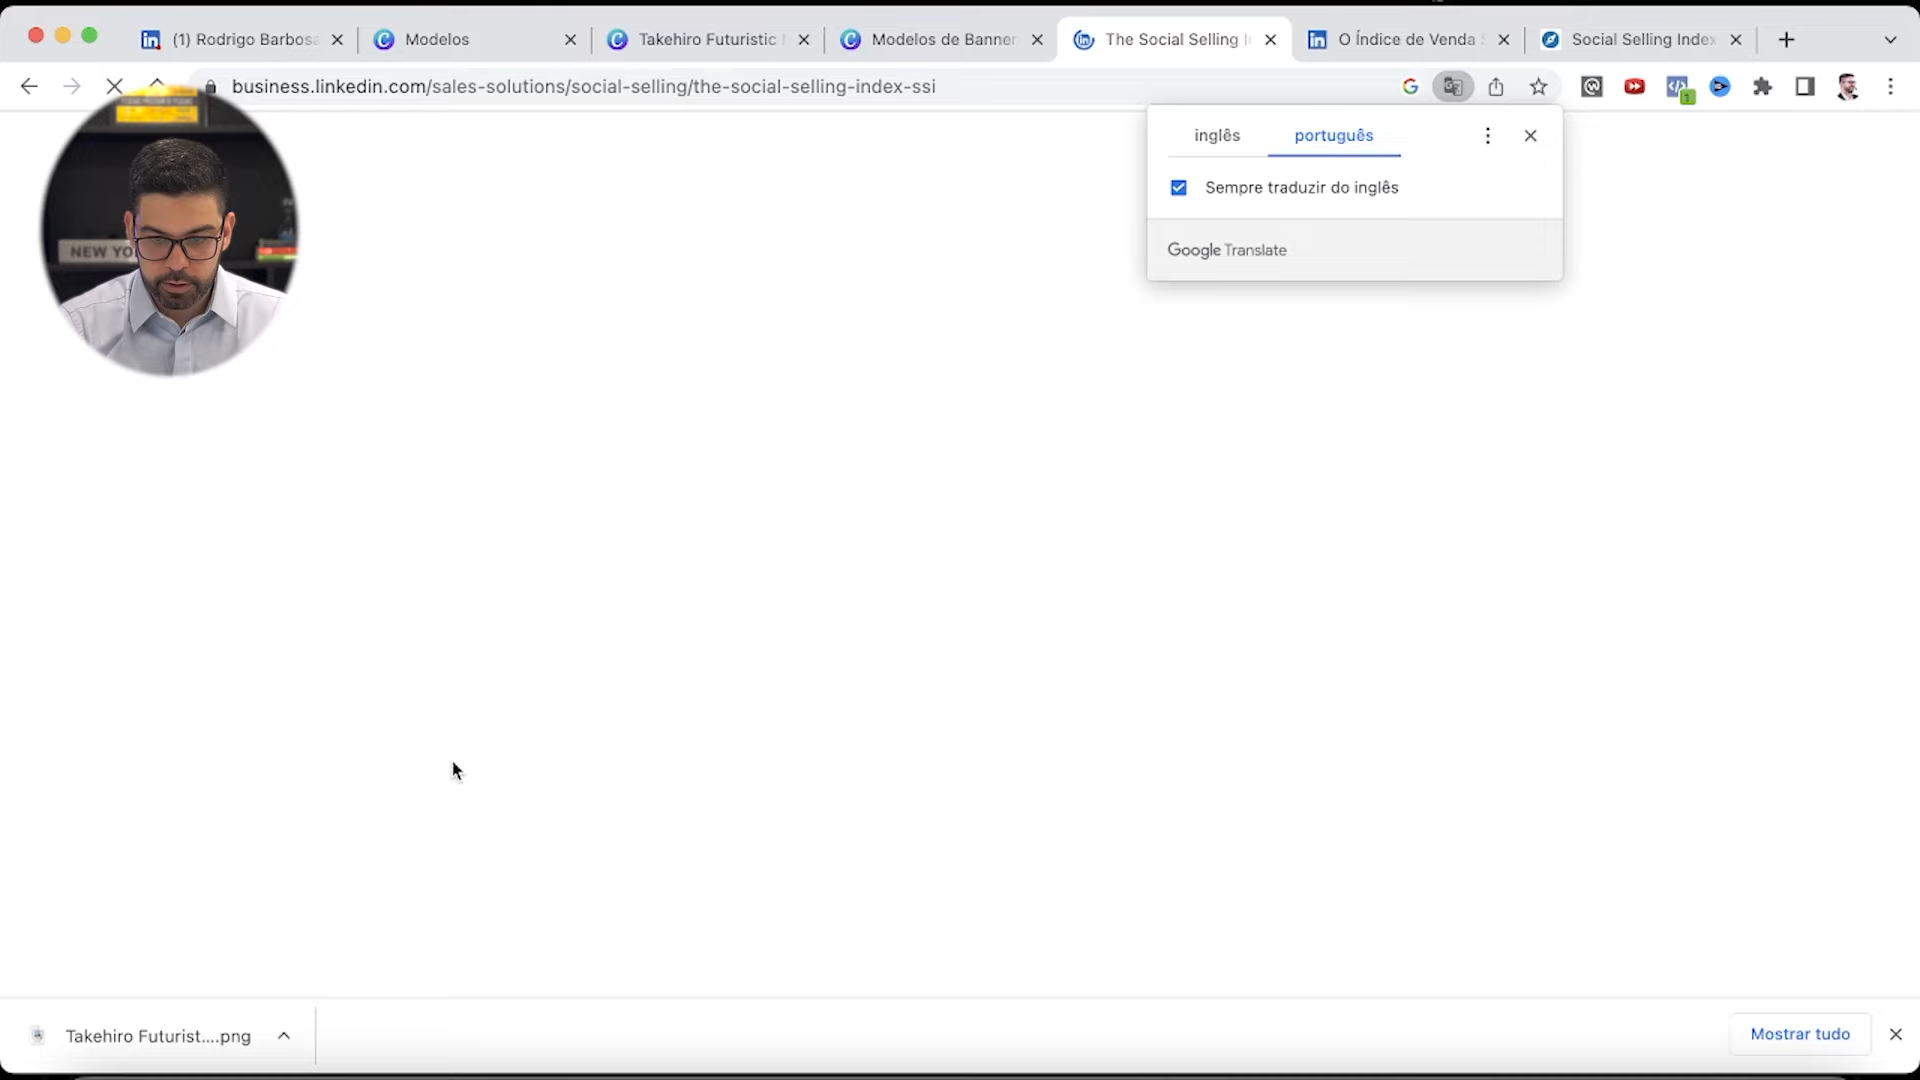 (1) Rodrigo Barbosa
Modelos
Takehiro Futuristic
Modelos de Banner
The Social Selling I
O Índice de Venda S
Social Selling Index
business.linkedin.com/sales-solutions/social-selling/the-social-selling-index-ssi
1
inglês
português
Sempre traduzir do inglês
Google Translate
NEW YO
Takehiro Futurist....png
Mostrar tudo